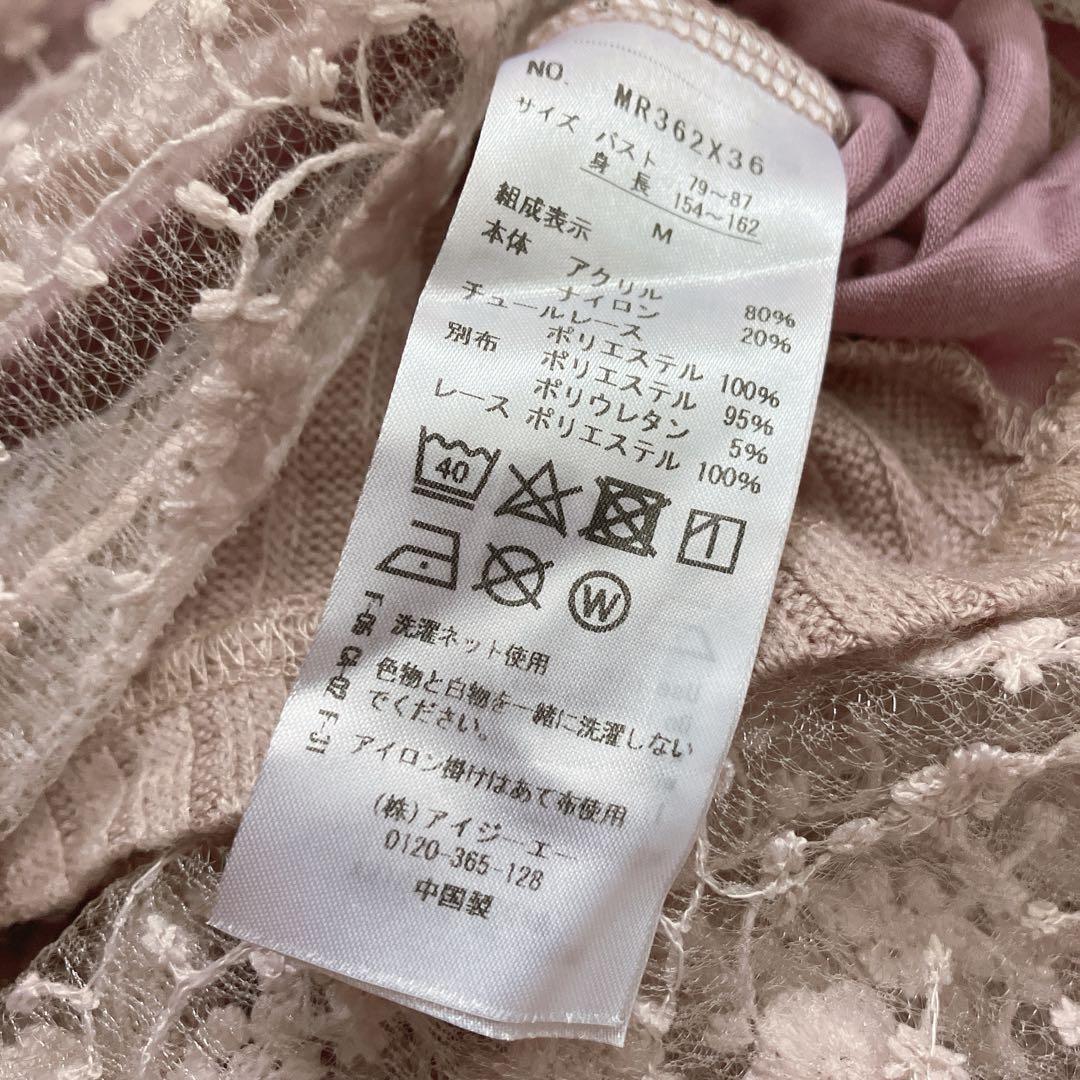 NO. MR362X36
サイズ バスト 79～87
身長 154～162
M
組成表示
本体 アクリル 80%
ナイロン 20%
チュールレース
ポリエステル 100%
別布 ポリエステル 95%
ポリウレタン 5%
レース ポリエステル 100%
40
W
洗濯ネット使用
色物と白物を一緒に洗濯しない
でください。
アイロン掛けはあて布使用
(株)アイジーエー
0120-365-128
中国製